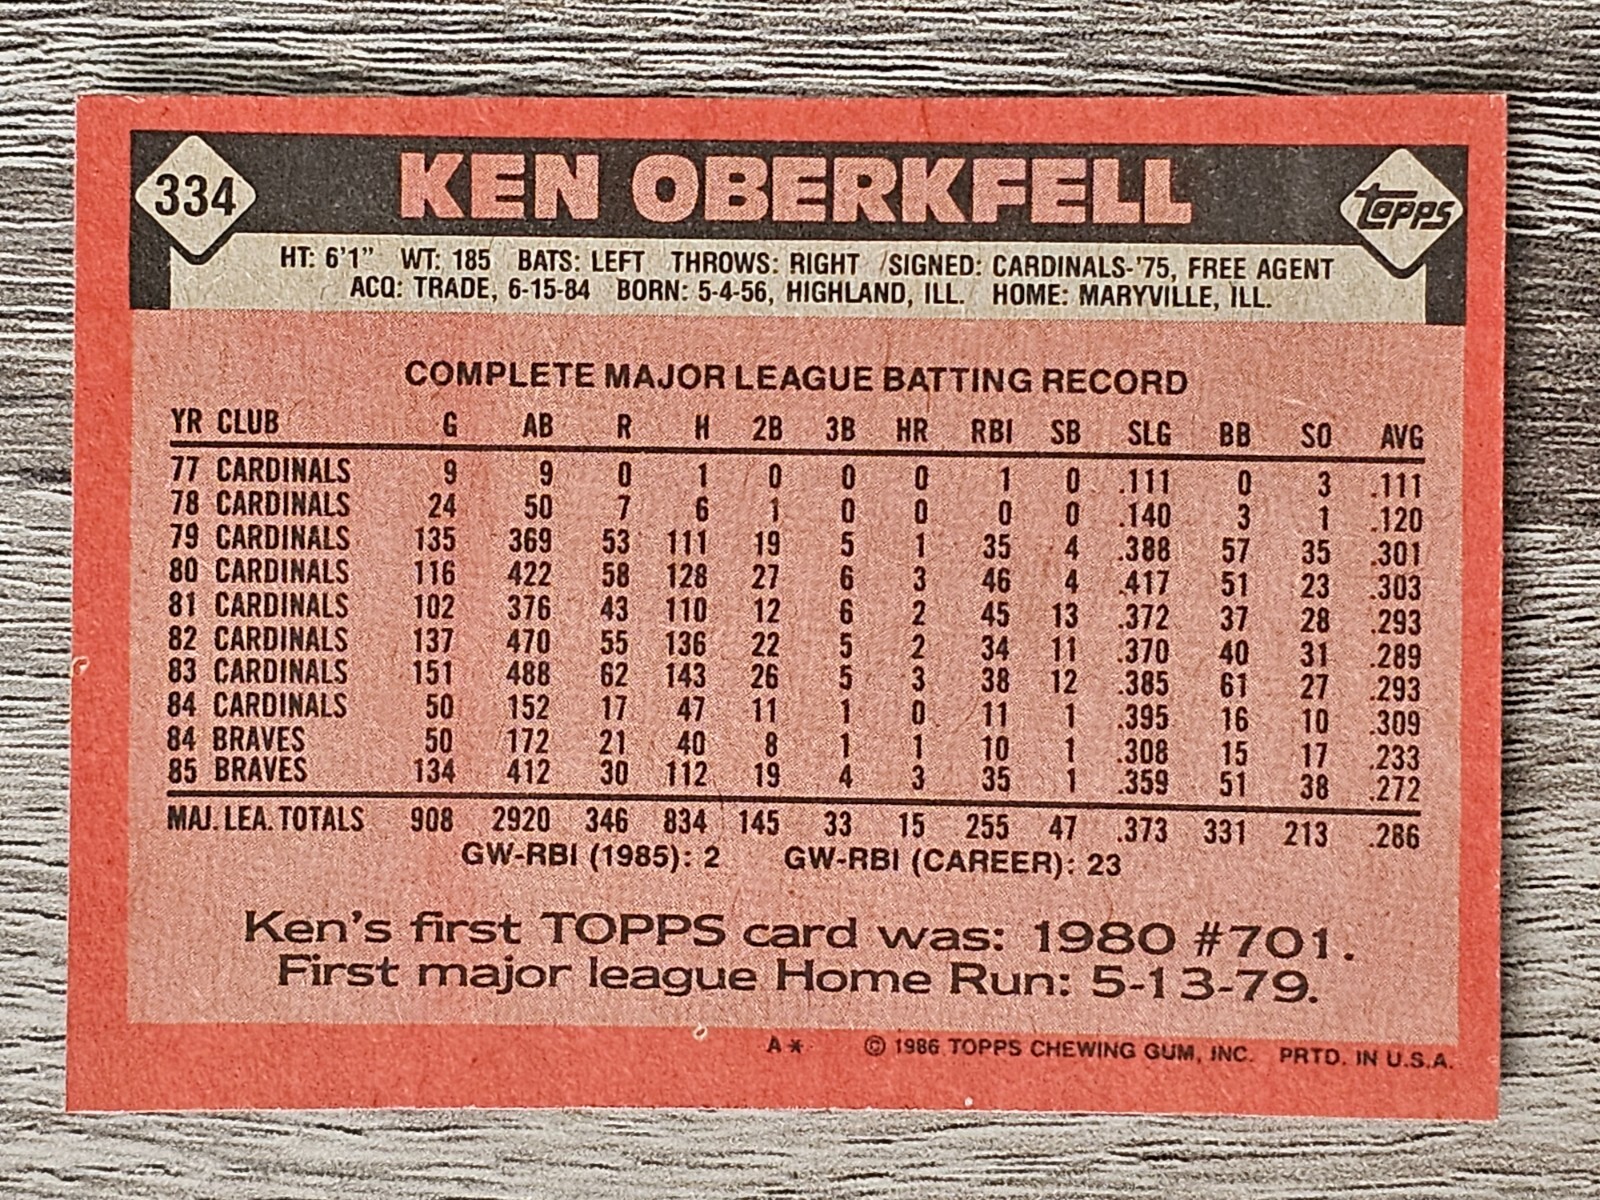 334 KEN OBERKFELL topps
HT: 6'1" WT: 185 BATS: LEFT THROWS: RIGHT /SIGNED: CARDINALS-'75, FREE AGENT
ACQ: TRADE, 6-15-84 BORN: 5-4-56, HIGHLAND, ILL. HOME: MARYVILLE, ILL.
COMPLETE MAJOR LEAGUE BATTING RECORD
YR CLUB G AB R H 2B 3B HR RBI SB SLG BB SO AVG
77 CARDINALS 9 9 0 1 0 0 0 1 0 .111 0 3 .111
78 CARDINALS 24 50 7 6 1 0 0 0 0 .140 3 1 .120
79 CARDINALS 135 369 53 111 19 5 1 35 4 .388 57 35 .301
80 CARDINALS 116 422 58 128 27 6 3 46 4 .417 51 23 .303
81 CARDINALS 102 376 43 110 12 6 2 45 13 .372 37 28 .293
82 CARDINALS 137 470 55 136 22 5 2 34 11 .370 40 31 .289
83 CARDINALS 151 488 62 143 26 5 3 38 12 .385 61 27 .293
84 CARDINALS 50 152 17 47 11 1 0 11 1 .395 16 10 .309
84 BRAVES 50 172 21 40 8 1 1 10 1 .308 15 17 .233
85 BRAVES 134 412 30 112 19 4 3 35 1 .359 51 38 .272
MAJ. LEA. TOTALS 908 2920 346 834 145 33 15 255 47 .373 331 213 .286
GW-RBI (1985): 2 GW-RBI (CAREER): 23
Ken's first TOPPS card was: 1980 #701.
First major league Home Run: 5-13-79.
A* © 1986 TOPPS CHEWING GUM, INC. PRTD. IN U.S.A.